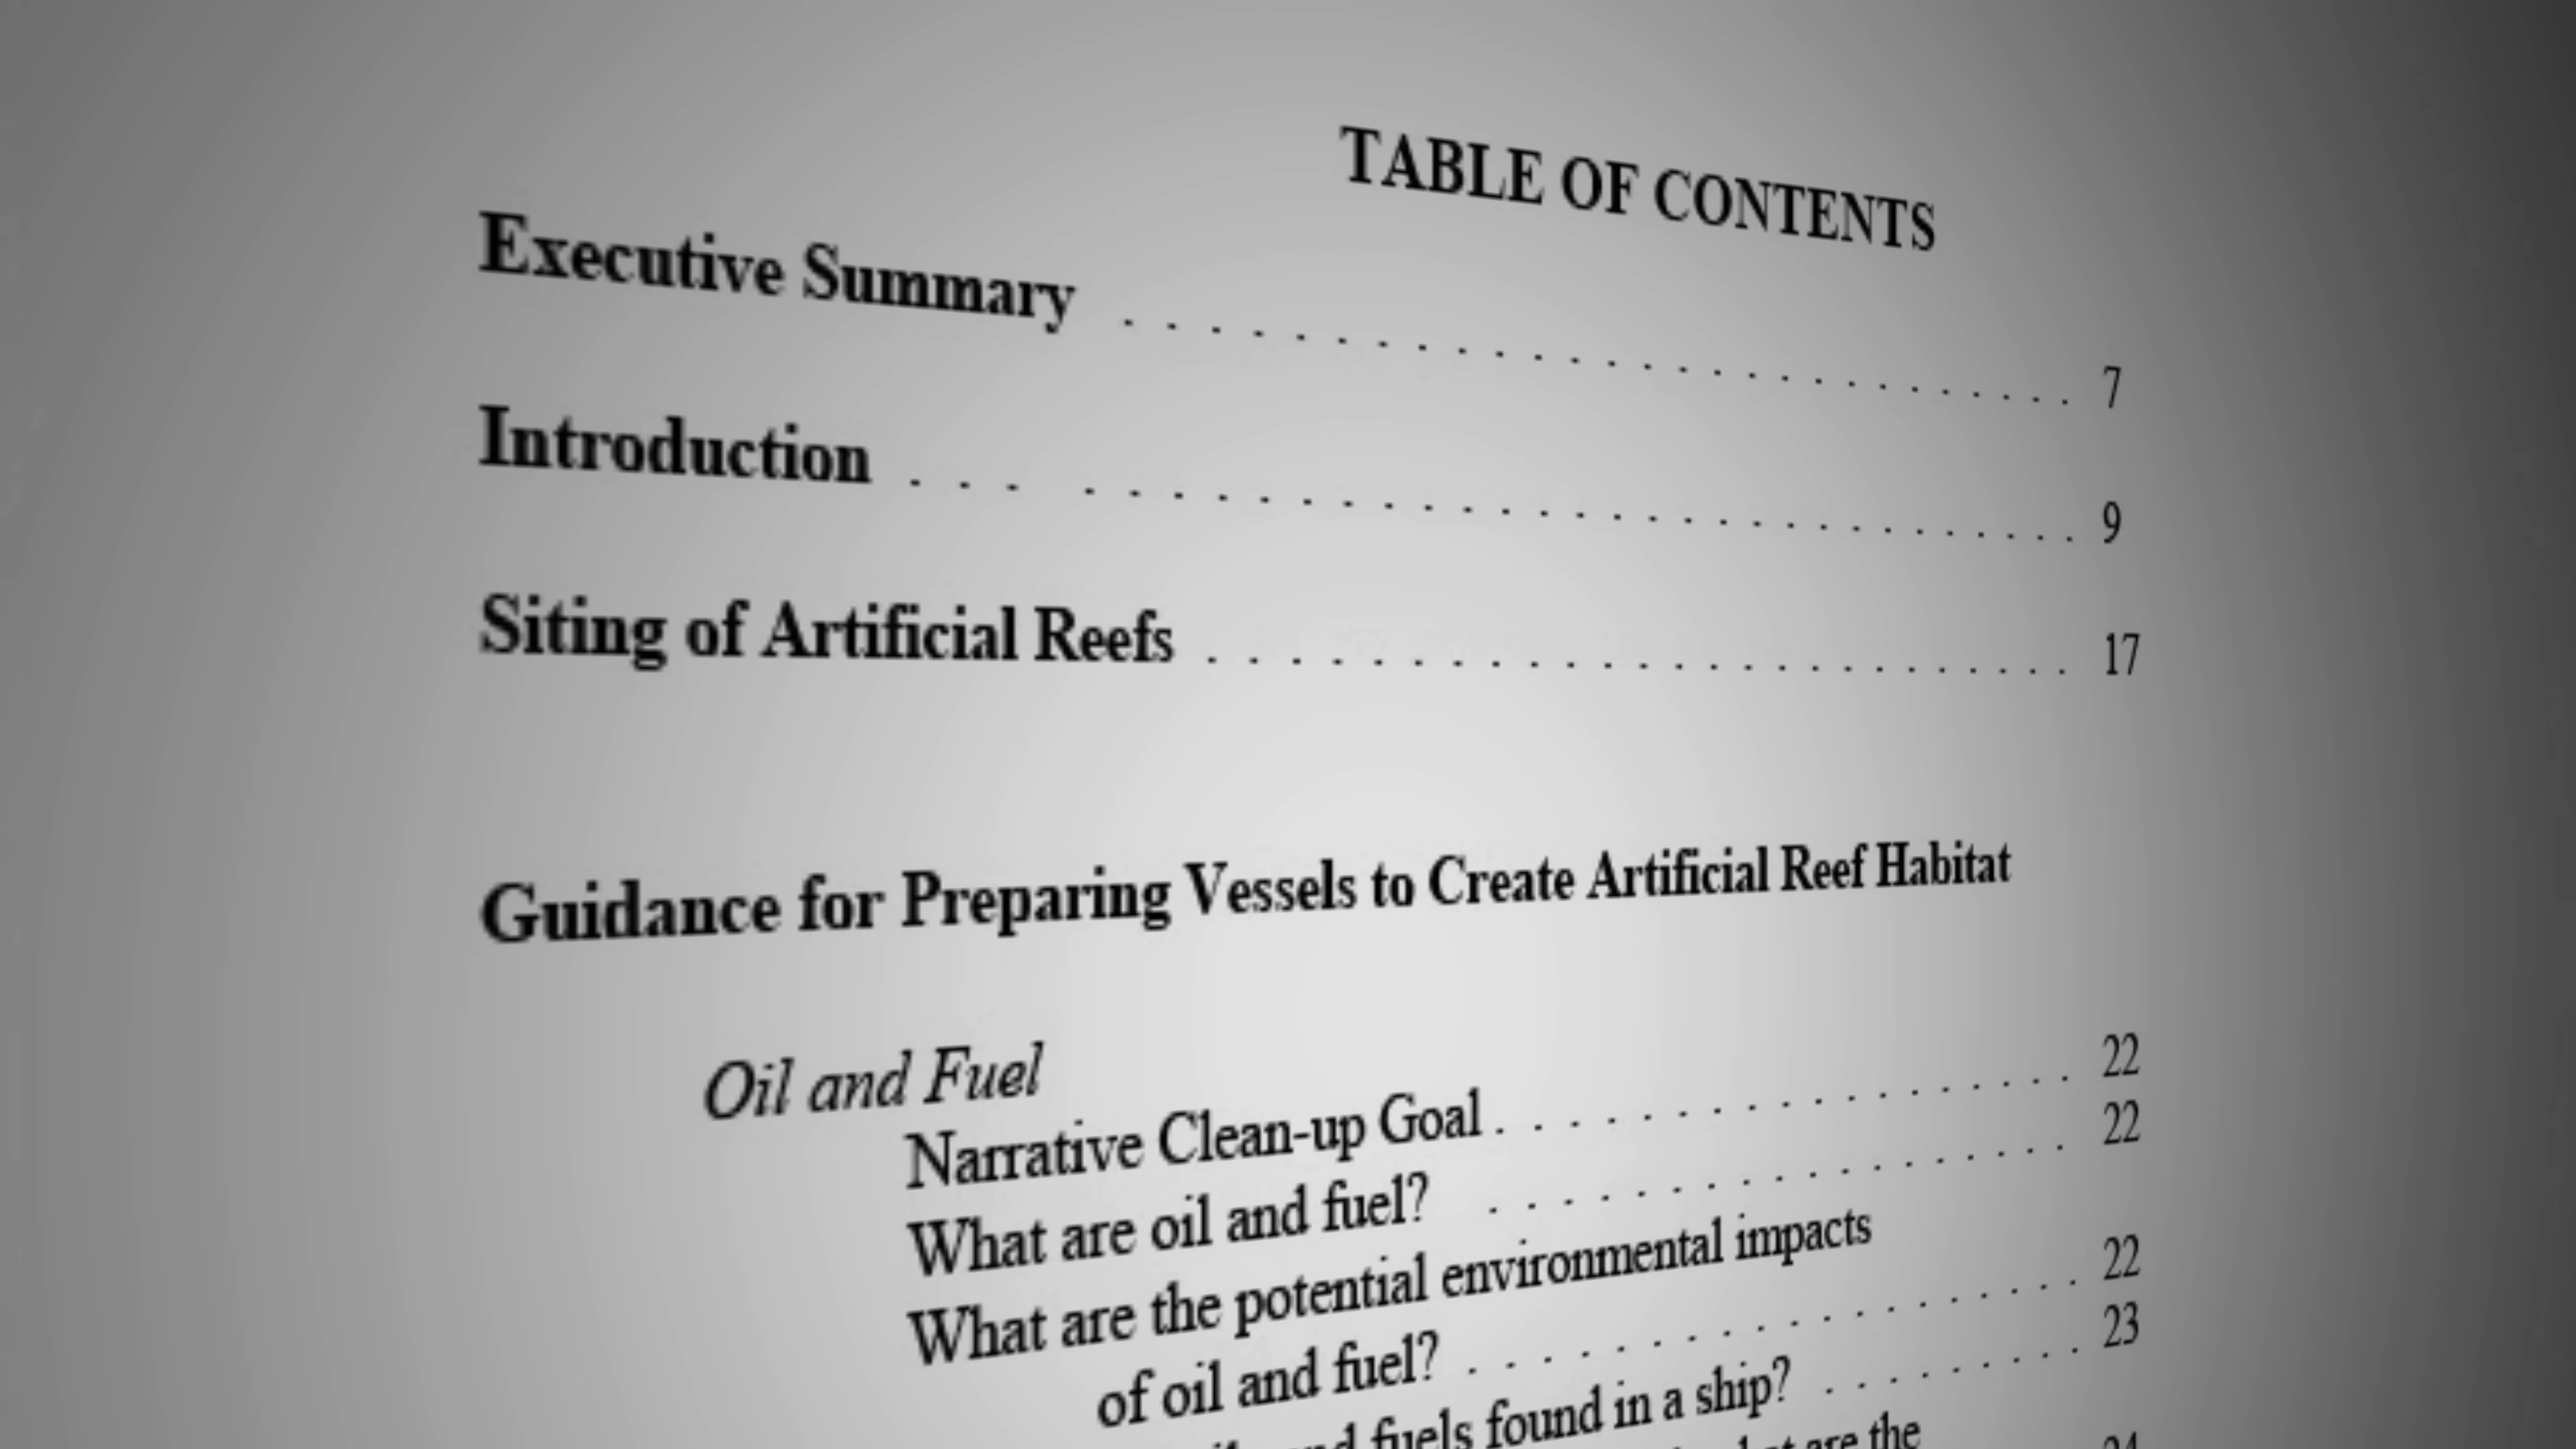 TABLE OF CONTENTS
Executive Summary . . . . . . . . . . . . . . . . . . . . . . . . . . 7
Introduction . . . . . . . . . . . . . . . . . . . . . . . . . . . . . 9
Siting of Artificial Reefs . . . . . . . . . . . . . . . . . . . . . . . . 17
Guidance for Preparing Vessels to Create Artificial Reef Habitat
Oil and Fuel
Narrative Clean-up Goal . . . . . . . . . . . . . . . . . 22
What are oil and fuel? . . . . . . . . . . . . . . . . . 22
What are the potential environmental impacts
of oil and fuel? . . . . . . . . . . . . . . . . . . 22
fuels found in a ship? . . . . . . . . . 23
are the